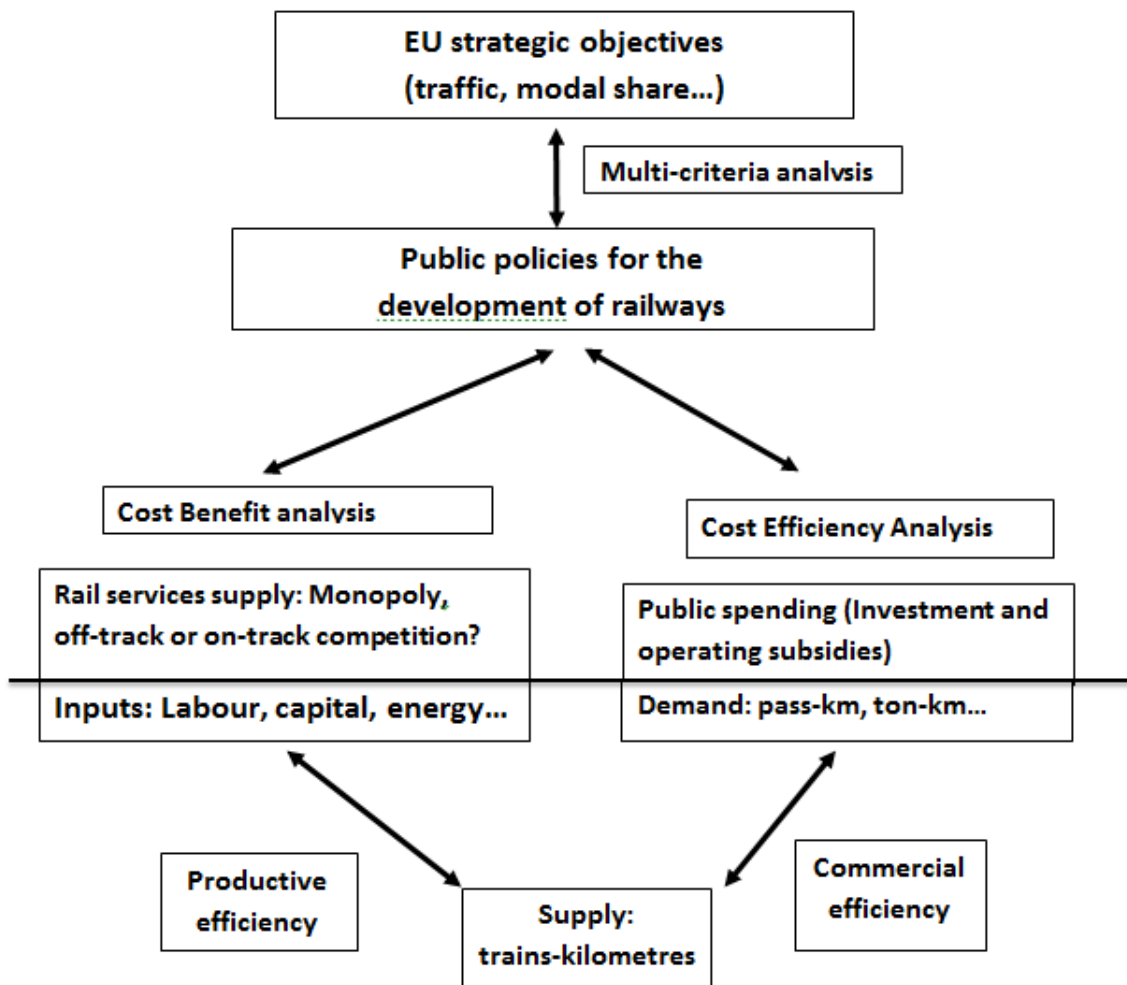 EU strategic objectives
(traffic, modal share...)
Multi-criteria analysis
Public policies for the
development of railways
Cost Benefit analysis
Cost Efficiency Analysis
Rail services supply: Monopoly,
off-track or on-track competition?
Public spending (Investment and
operating subsidies)
Inputs: Labour, capital, energy...
Demand: pass-km, ton-km...
Productive
efficiency
Commercial
efficiency
Supply:
trains-kilometres